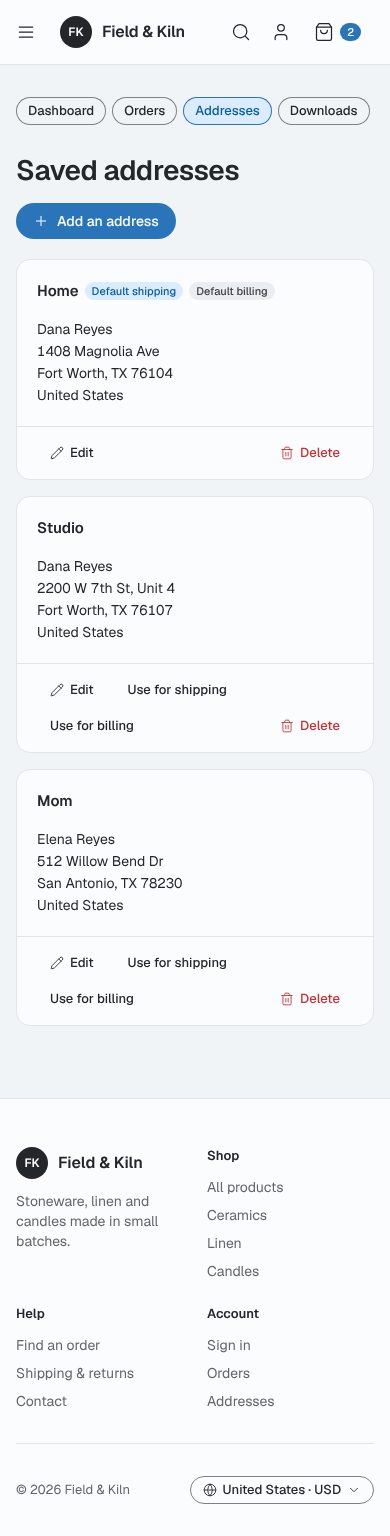 FK Field & Kiln 2
Dashboard Orders Addresses Downloads
Saved addresses
Add an address
Home Default shipping Default billing
Dana Reyes
1408 Magnolia Ave
Fort Worth, TX 76104
United States
Edit Delete
Studio
Dana Reyes
2200 W 7th St, Unit 4
Fort Worth, TX 76107
United States
Edit Use for shipping
Use for billing Delete
Mom
Elena Reyes
512 Willow Bend Dr
San Antonio, TX 78230
United States
Edit Use for shipping
Use for billing Delete
FK Field & Kiln
Stoneware, linen and
candles made in small
batches.
Shop
All products
Ceramics
Linen
Candles
Help
Find an order
Shipping & returns
Contact
Account
Sign in
Orders
Addresses
© 2026 Field & Kiln
United States · USD